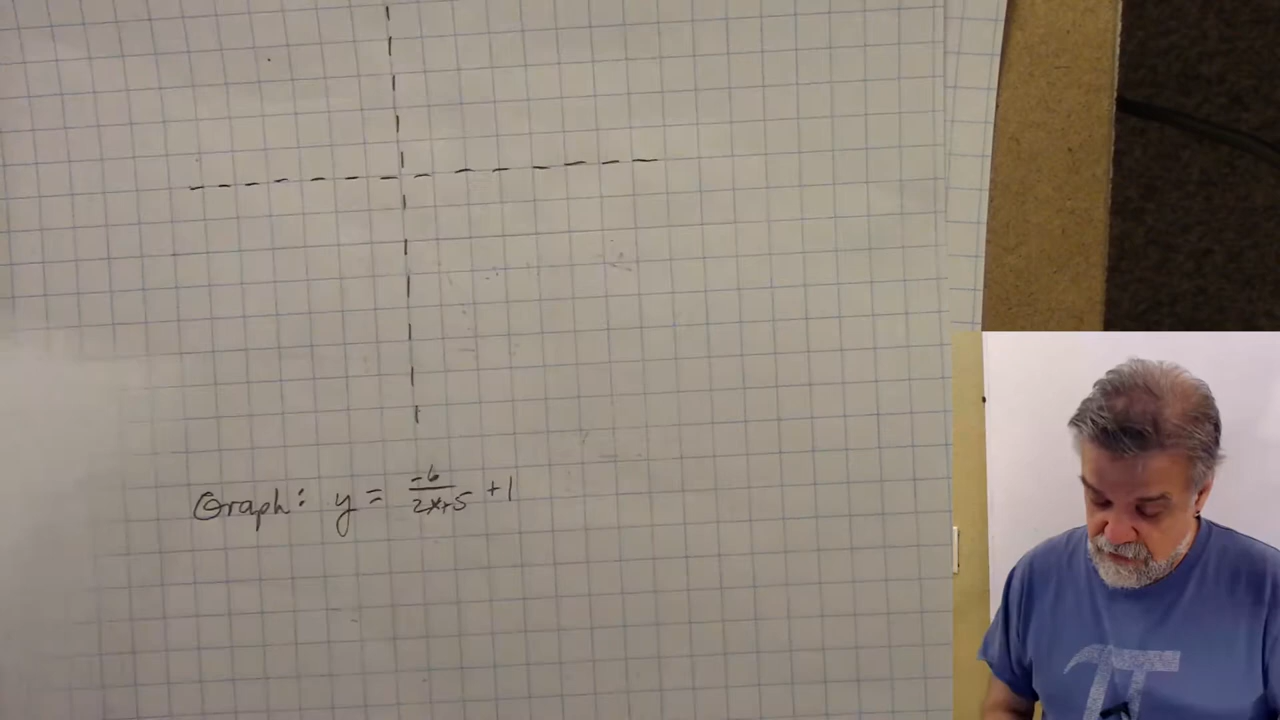 Graph: y = -6/(2x+5) +1
π